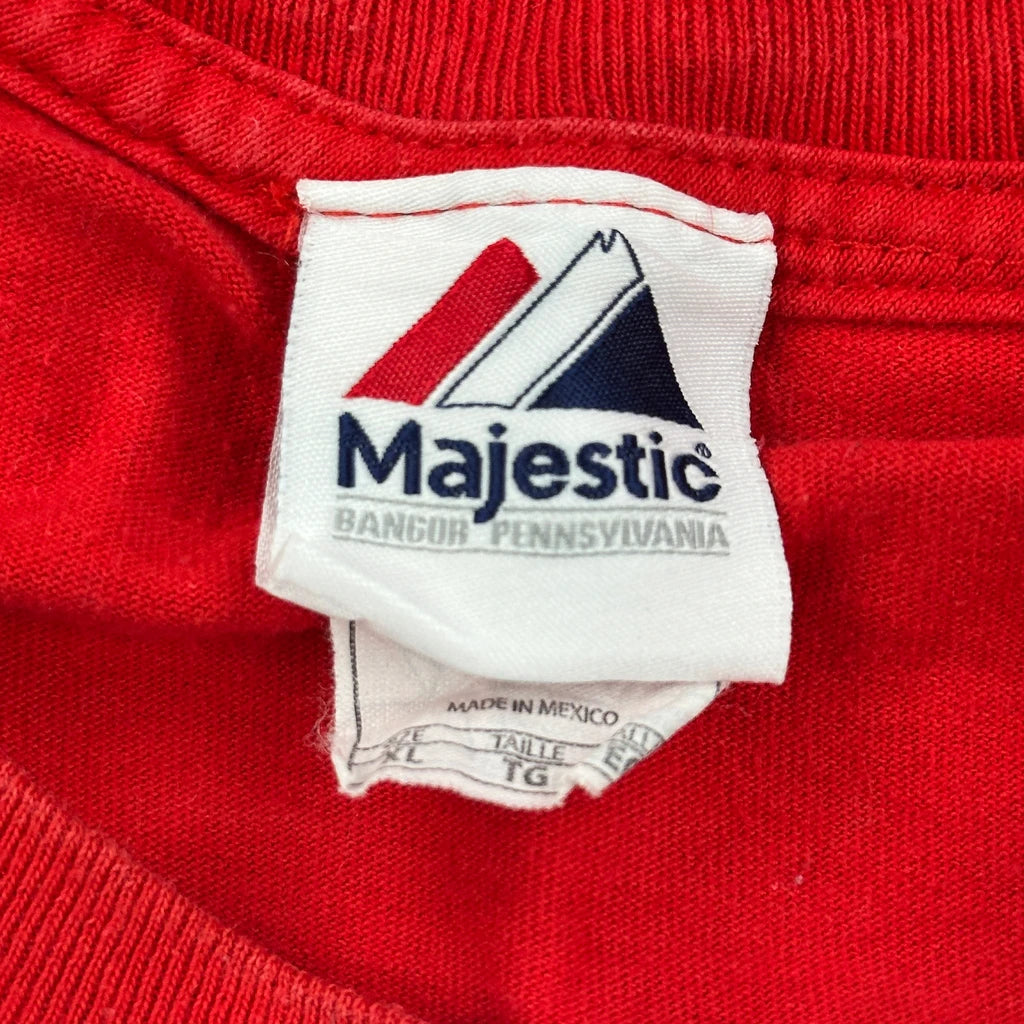 Majestic®
BANGOR PENNSYLVANIA
MADE IN MEXICO
TAILLE
XL TG